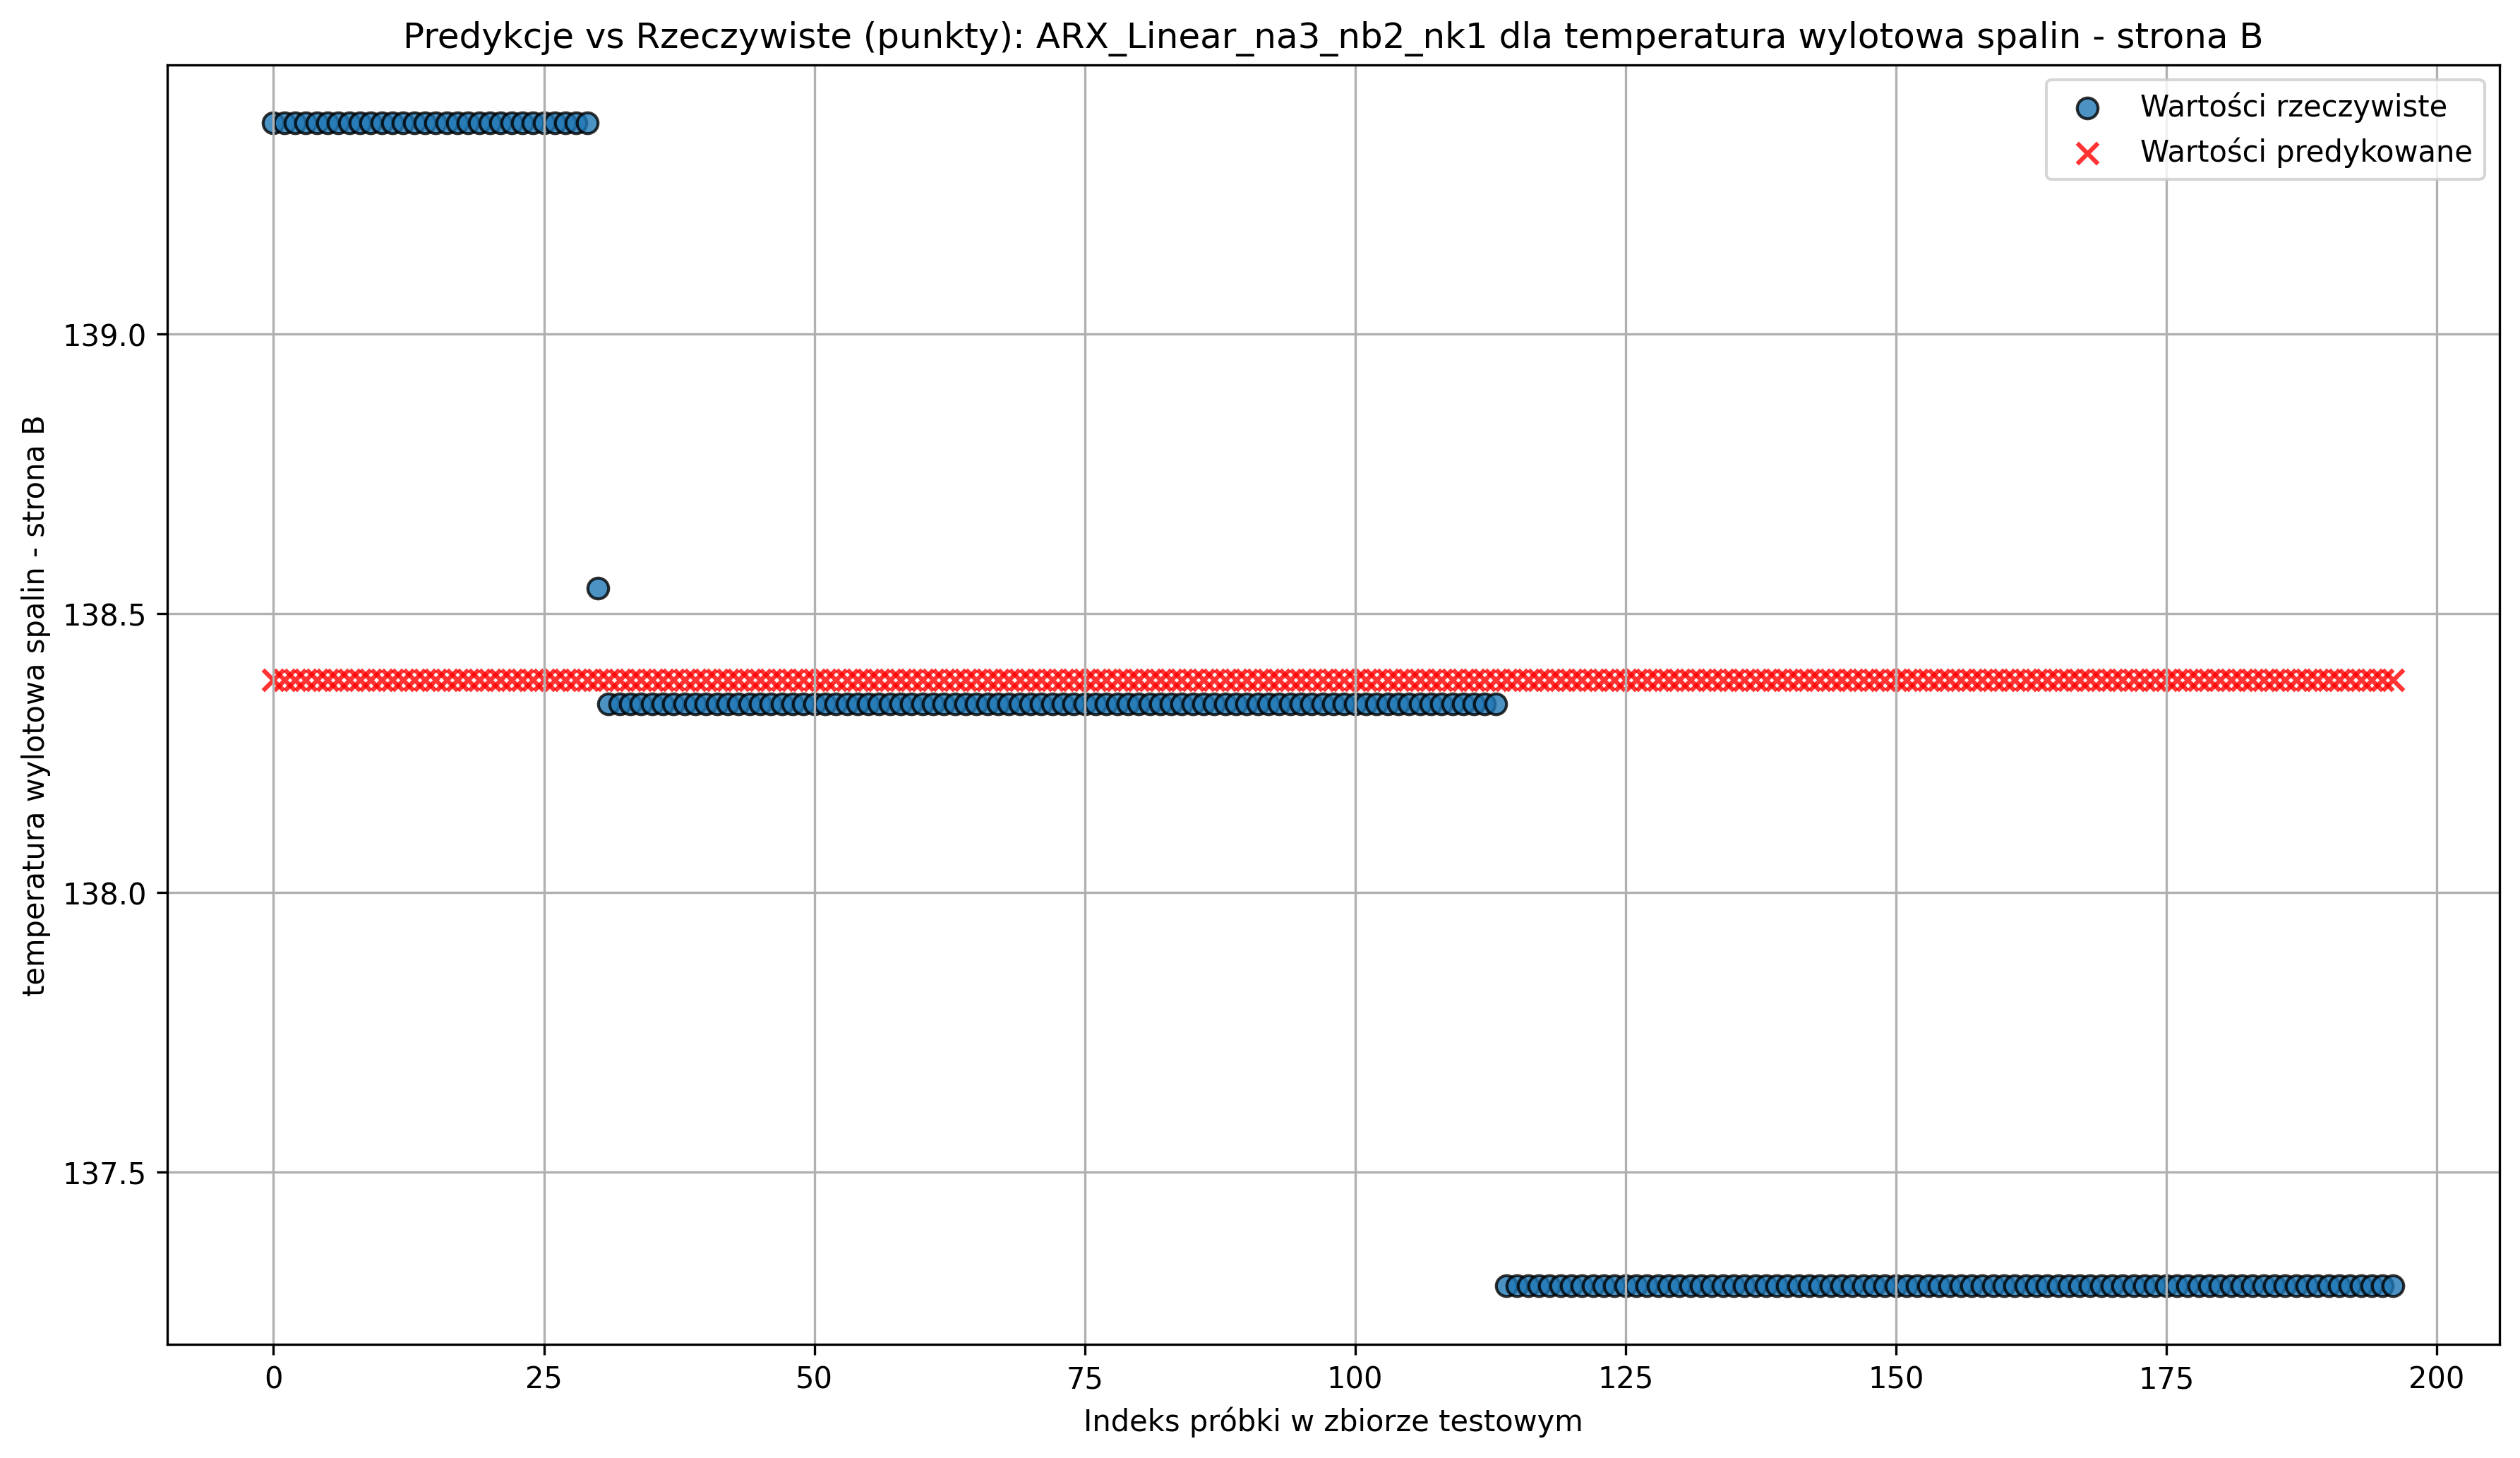 Predykcje vs Rzeczywiste (punkty): ARX_Linear_na3_nb2_nk1 dla temperatura wylotowa spalin - strona B
Wartości rzeczywiste
Wartości predykowane
temperatura wylotowa spalin - strona B
139.0
138.5
138.0
137.5
0 25 50 75 100 125 150 175 200
Indeks próbki w zbiorze testowym